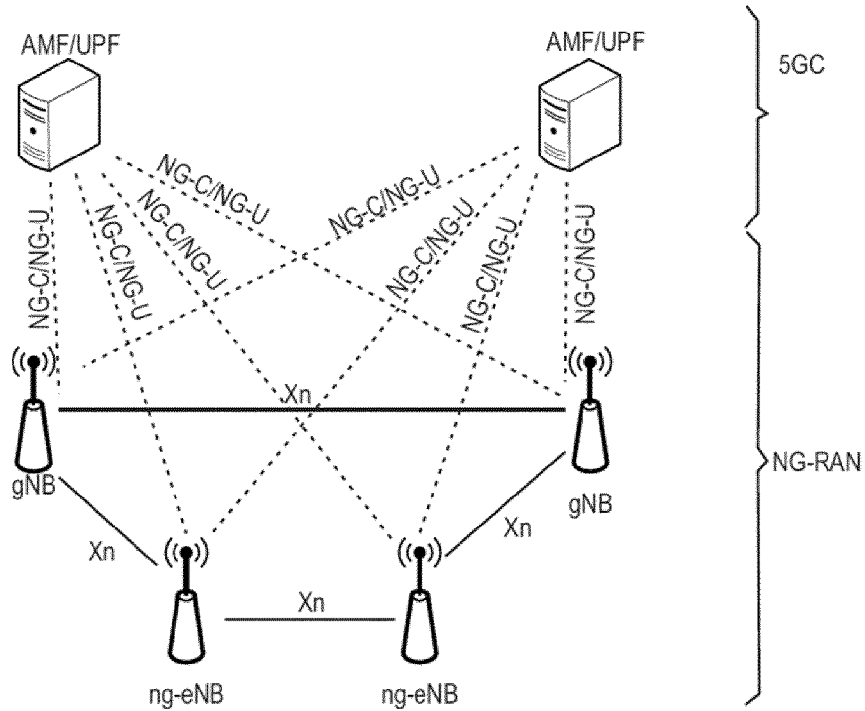 AMF/UPF
AMF/UPF
5GC
NG-C/NG-U
NG-C/NG-U
NG-C/NG-U
NG-C/NG-U
NG-C/NG-U
NG-C/NG-U
NG-C/NG-U
NG-C/NG-U
Xn
gNB
gNB
NG-RAN
Xn
Xn
Xn
ng-eNB
ng-eNB